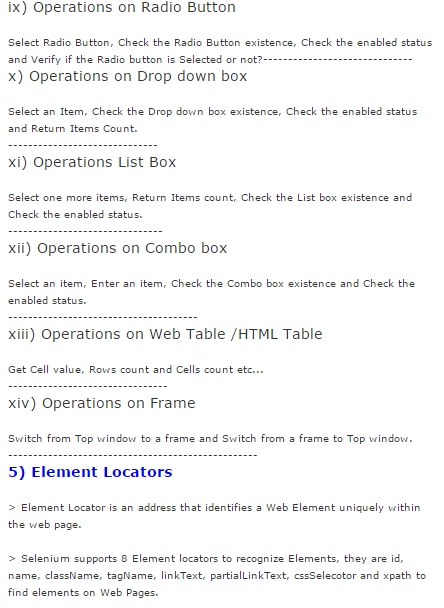 ix) Operations on Radio Button
Select Radio Button, Check the Radio Button existence, Check the enabled status
and Verify if the Radio button is Selected or not?------------------------------
x) Operations on Drop down box
Select an Item, Check the Drop down box existence, Check the enabled status
and Return Items Count.
------------------------------
xi) Operations List Box
Select one more items, Return Items count, Check the List box existence and
Check the enabled status.
-------------------------------
xii) Operations on Combo box
Select an item, Enter an item, Check the Combo box existence and Check the
enabled status.
--------------------------------------
xiii) Operations on Web Table /HTML Table
Get Cell value, Rows count and Cells count etc...
--------------------------------
xiv) Operations on Frame
Switch from Top window to a frame and Switch from a frame to Top window.
--------------------------------------------------
5) Element Locators
> Element Locator is an address that identifies a Web Element uniquely within
the web page.
> Selenium supports 8 Element locators to recognize Elements, they are id,
name, className, tagName, linkText, partialLinkText, cssSelecotor and xpath to
find elements on Web Pages.